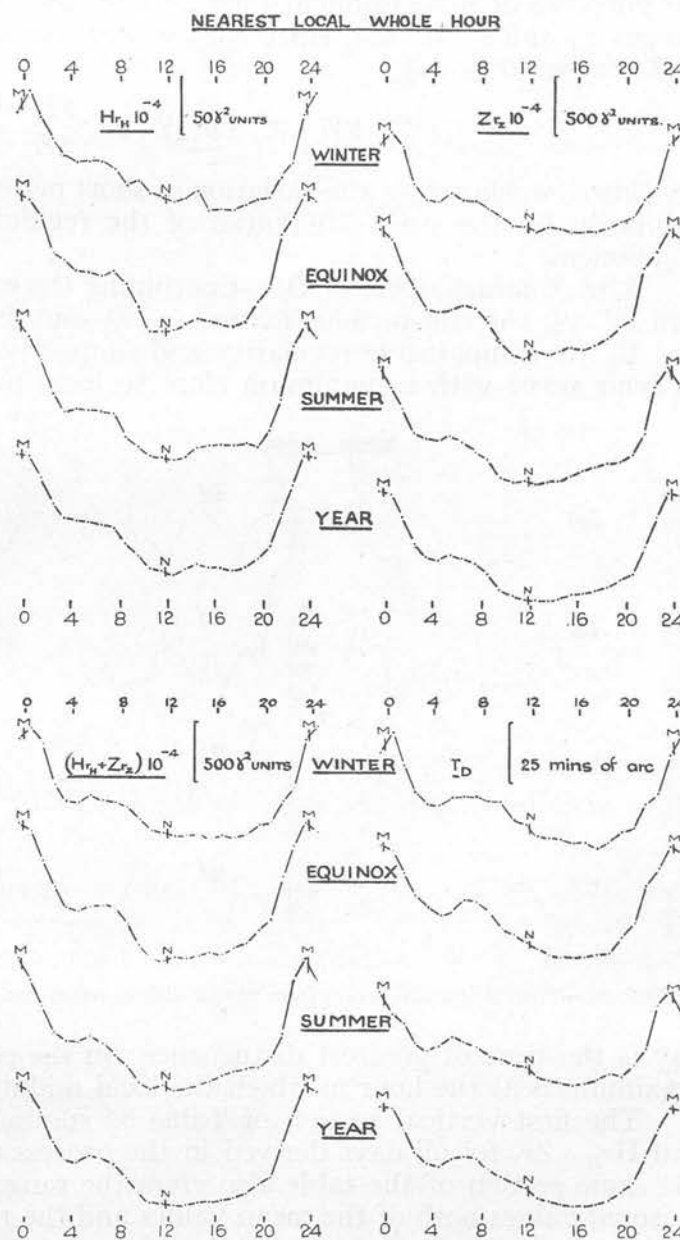 NEAREST LOCAL WHOLE HOUR
0 4 8 12 16 20 24 0 4 8 12 16 20 24
M Hr_H 10⁻⁴ 50 γ² UNITS M Zr_Z 10⁻⁴ 500 γ² UNITS.
M WINTER M
M N M N
M EQUINOX M
M N M N
M SUMMER M
M N M N
M YEAR M
N N
0 4 8 12 16 20 24 0 4 8 12 16 20 24
0 4 8 12 16 20 24 0 4 8 12 16 20 24
M M M M
(Hr_H+Zr_Z) 10⁻⁴ 500 γ² UNITS WINTER r_D 25 mins of arc
M N M N
M EQUINOX M
M N M N
M SUMMER M
M N M N
M YEAR M
N N
0 4 8 12 16 20 24 0 4 8 12 16 20 24